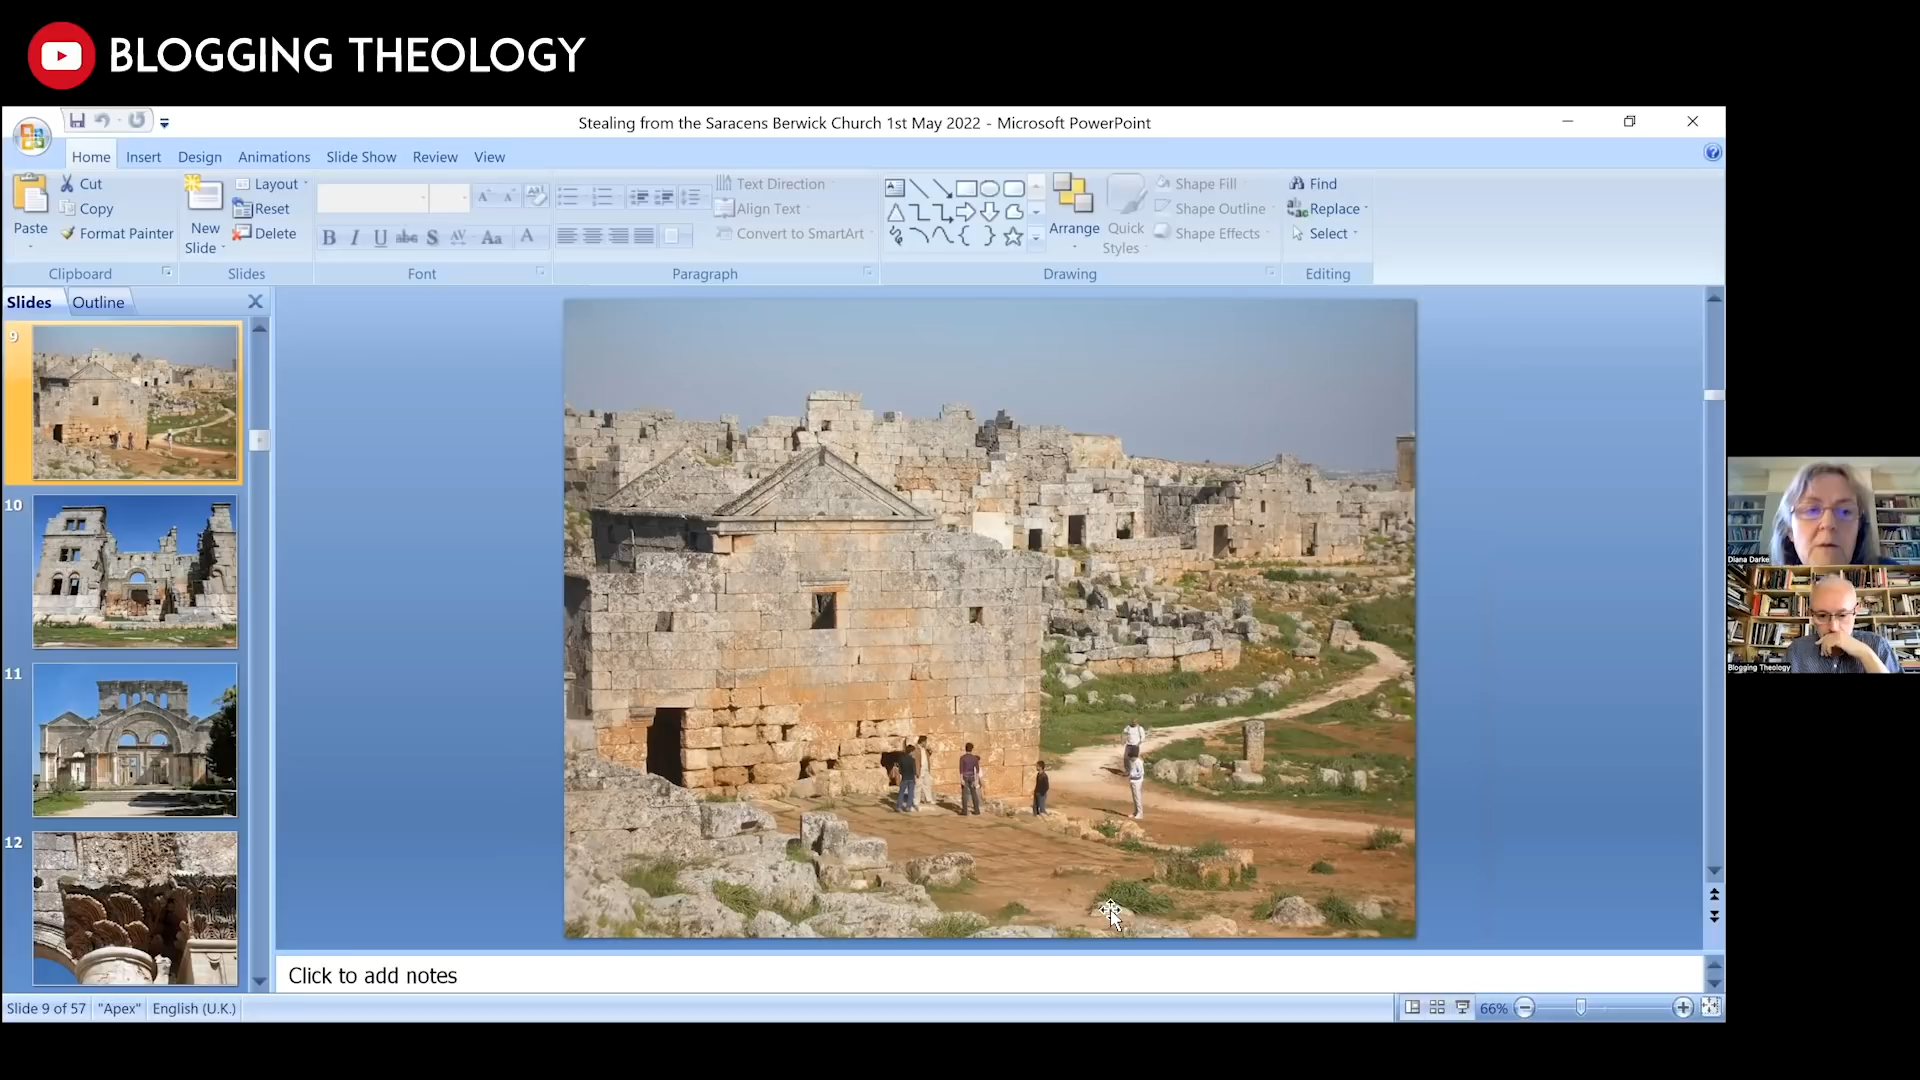 BLOGGING THEOLOGY
Stealing from the Saracens Berwick Church 1st May 2022 - Microsoft PowerPoint
Home Insert Design Animations Slide Show Review View
Paste
Cut
Copy
Format Painter
Clipboard
New
Slide
Layout
Reset
Delete
Slides
B I U abc S AV Aa A
Font
Text Direction
Align Text
Convert to SmartArt
Paragraph
Arrange
Quick
Styles
Shape Fill
Shape Outline
Shape Effects
Drawing
Find
Replace
Select
Editing
Slides Outline
9
10
11
12
Diana Darke
Blogging Theology
Click to add notes
Slide 9 of 57 "Apex" English (U.K.) 66%